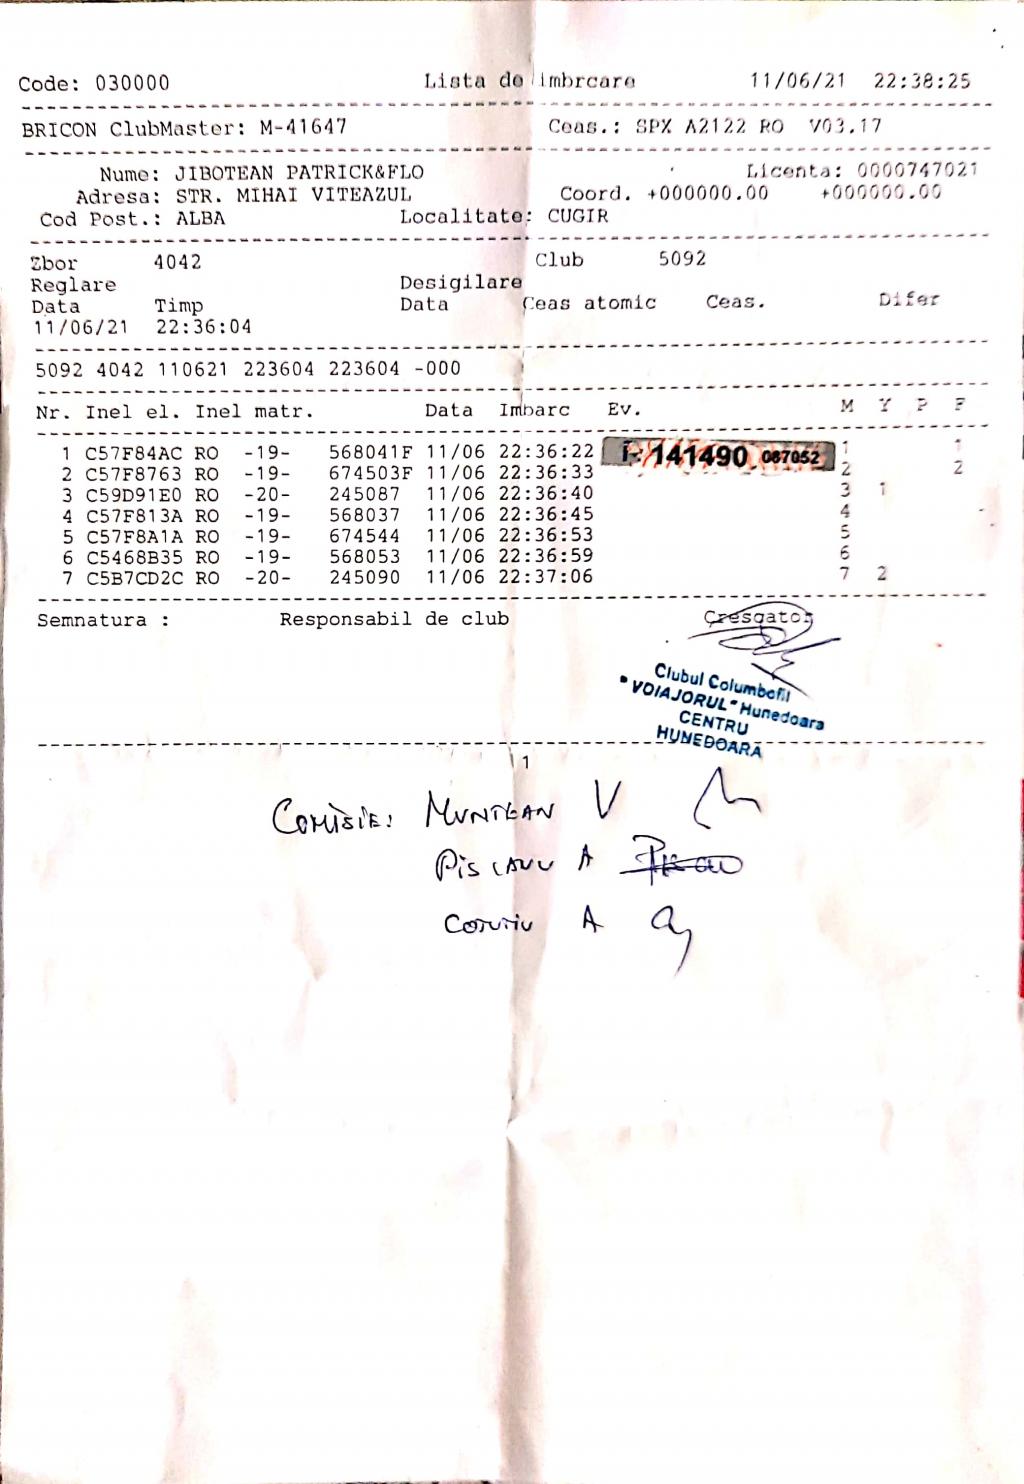 Code: 030000 Lista de imbrcare 11/06/21 22:38:25
BRICON ClubMaster: M-41647 Ceas.: SPX A2122 RO V03.17
Nume: JIBOTEAN PATRICK&FLO Licenta: 0000747021
Adresa: STR. MIHAI VITEAZUL Coord. +000000.00 +000000.00
Cod Post.: ALBA Localitate: CUGIR
Zbor 4042 Club 5092
Reglare Desigilare
Data Timp Data Ceas atomic Ceas. Difer
11/06/21 22:36:04
5092 4042 110621 223604 223604 -000
Nr. Inel el. Inel matr. Data Imbarc Ev. M Y P F
1 C57F84AC RO -19- 568041F 11/06 22:36:22 141490 087052 1 1
2 C57F8763 RO -19- 674503F 11/06 22:36:33 2 2
3 C59D91E0 RO -20- 245087 11/06 22:36:40 3 1
4 C57F813A RO -19- 568037 11/06 22:36:45 4
5 C57F8A1A RO -19- 674544 11/06 22:36:53 5
6 C5468B35 RO -19- 568053 11/06 22:36:59 6
7 C5B7CD2C RO -20- 245090 11/06 22:37:06 7 2
Semnatura : Responsabil de club Crescator
Clubul Columbofil
"VOIAJORUL" Hunedoara
CENTRU
HUNEDOARA
1
COMISIE: MUNTEAN V
A
A